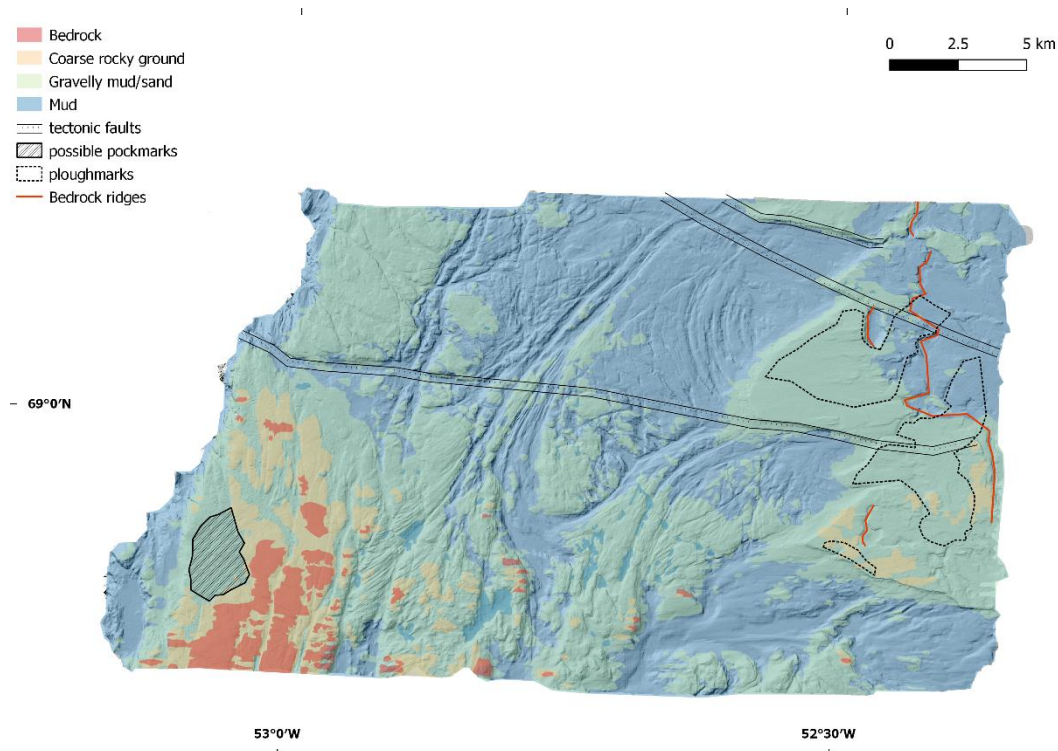 Bedrock
Coarse rocky ground
Gravelly mud/sand
Mud
tectonic faults
possible pockmarks
ploughmarks
Bedrock ridges
0 2.5 5 km
69°0'N
53°0'W
52°30'W